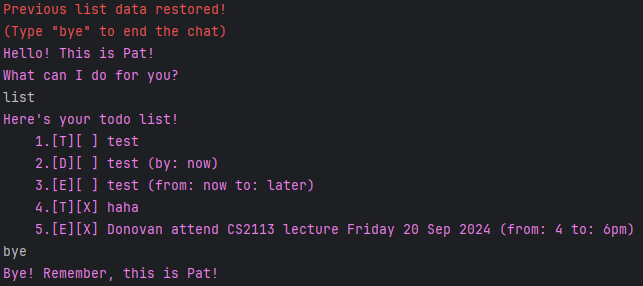 Previous list data restored!
(Type "bye" to end the chat)
Hello! This is Pat!
What can I do for you?
list
Here's your todo list!
    1.[T][ ] test
    2.[D][ ] test (by: now)
    3.[E][ ] test (from: now to: later)
    4.[T][X] haha
    5.[E][X] Donovan attend CS2113 lecture Friday 20 Sep 2024 (from: 4 to: 6pm)
bye
Bye! Remember, this is Pat!